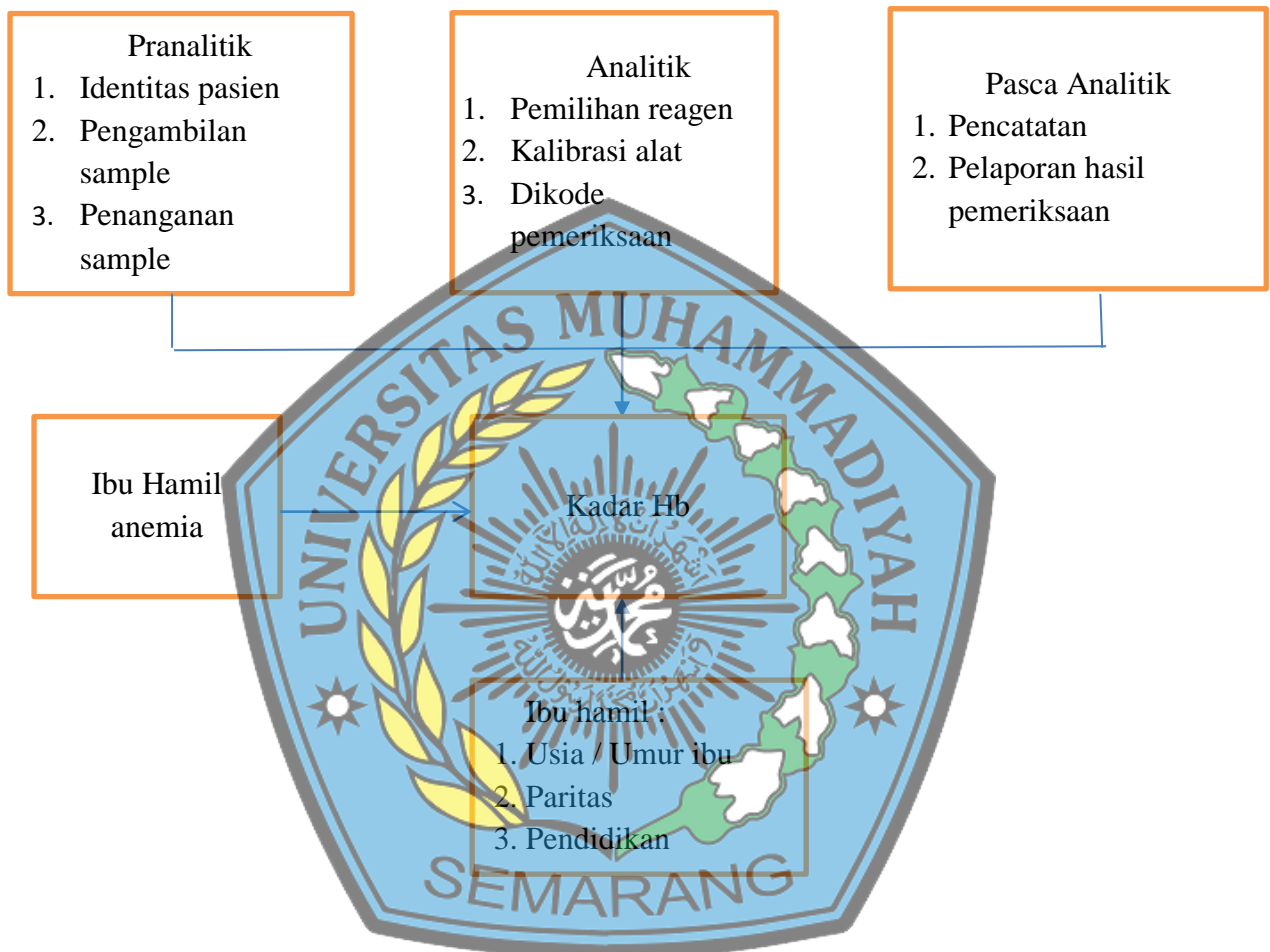 Pranalitik
1. Identitas pasien
2. Pengambilan
sample
3. Penanganan
sample
Analitik
1. Pemilihan reagen
2. Kalibrasi alat
3. Dikode
pemeriksaan
Pasca Analitik
1. Pencatatan
2. Pelaporan hasil
pemeriksaan
UNIVERSITAS MUHAMMADIYAH
Ibu Hamil
anemia
Kadar Hb
محمد
Ibu hamil :
1. Usia / Umur ibu
2. Paritas
3. Pendidikan
SEMARANG